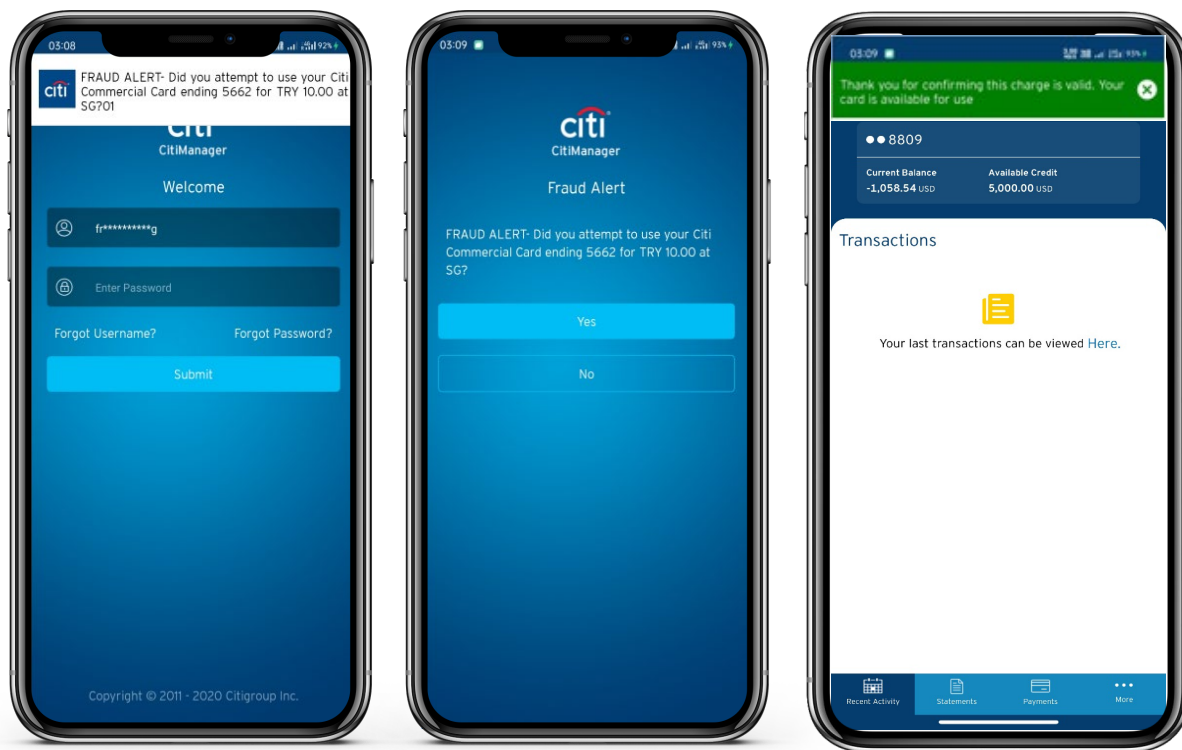 03:08
92%
citi
FRAUD ALERT- Did you attempt to use your Citi
Commercial Card ending 5662 for TRY 10.00 at
SG?01
citi
CitiManager
Welcome
fr**********g
Enter Password
Forgot Username?
Forgot Password?
Submit
Copyright © 2011 - 2020 Citigroup Inc.
03:09
93%
citi
CitiManager
Fraud Alert
FRAUD ALERT- Did you attempt to use your Citi
Commercial Card ending 5662 for TRY 10.00 at
SG?
Yes
No
03:09
93%
Thank you for confirming this charge is valid. Your
card is available for use
●● 8809
Current Balance
Available Credit
-1,058.54 USD
5,000.00 USD
Transactions
Your last transactions can be viewed Here.
Recent Activity
Statements
Payments
More